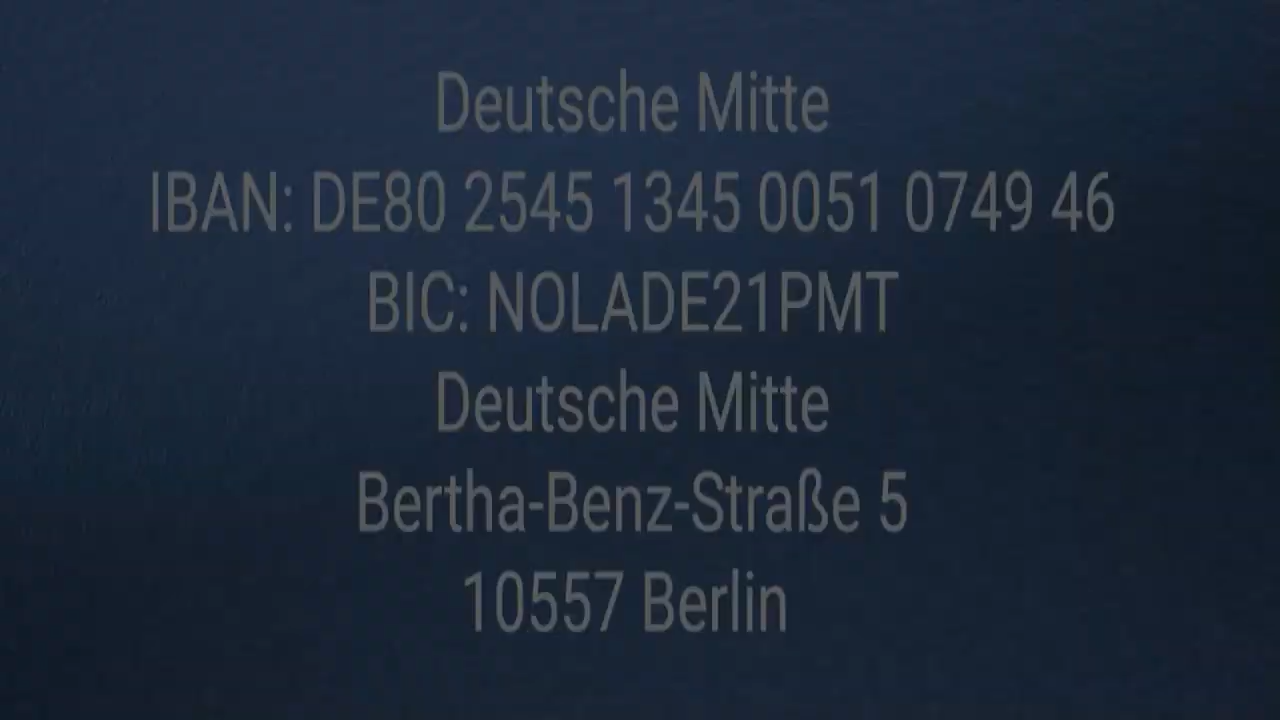 Deutsche Mitte
IBAN: DE80 2545 1345 0051 0749 46
BIC: NOLADE21PMT
Deutsche Mitte
Bertha-Benz-Straße 5
10557 Berlin